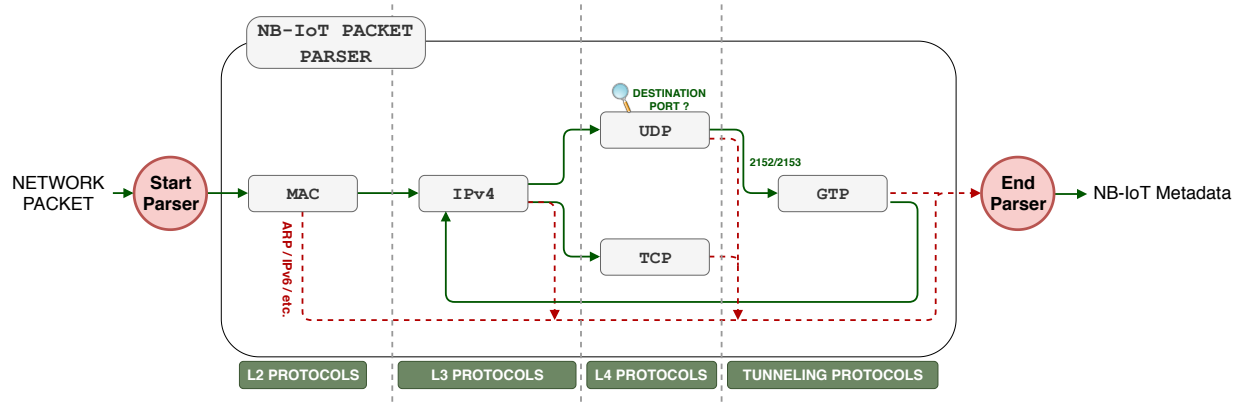 NB-IoT PACKET
PARSER
DESTINATION
PORT ?
UDP
2152/2153
NETWORK
PACKET
Start
Parser
MAC
IPv4
GTP
End
Parser
NB-IoT Metadata
ARP / IPv6 / etc.
TCP
L2 PROTOCOLS
L3 PROTOCOLS
L4 PROTOCOLS
TUNNELING PROTOCOLS